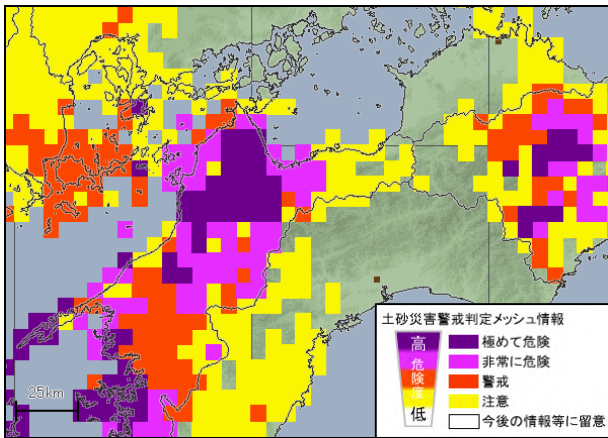 土砂災害警戒判定メッシュ情報
高
危険度
低
極めて危険
非常に危険
警戒
注意
今後の情報等に留意
25km